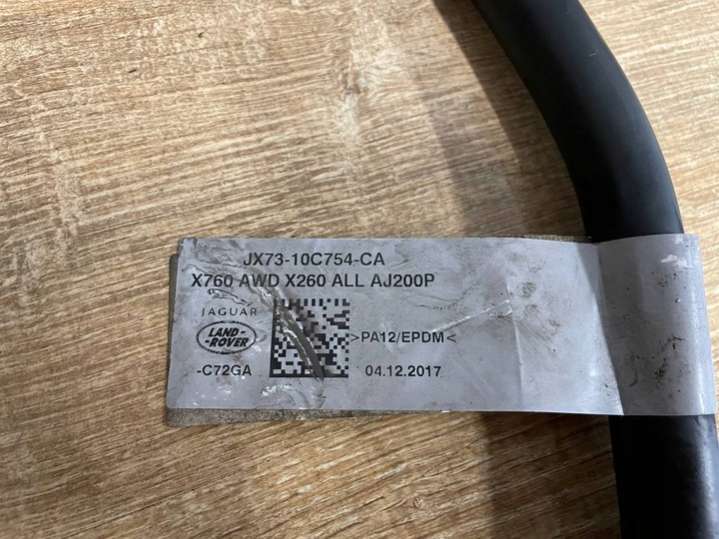 JX73-10C754-CA
X760 AWD X260 ALL AJ200P
JAGUAR
LAND-
ROVER
>PA12/EPDM<
-C72GA
04.12.2017